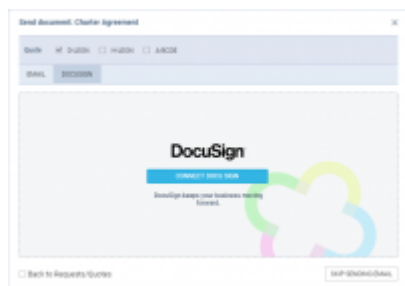 Send document: Charter Agreement
Quote
EMAIL DOCUSIGN
DocuSign
CONNECT DOCU SIGN
DocuSign keeps your business moving
forward.
Back to Requests/Quotes SKIP SENDING EMAIL